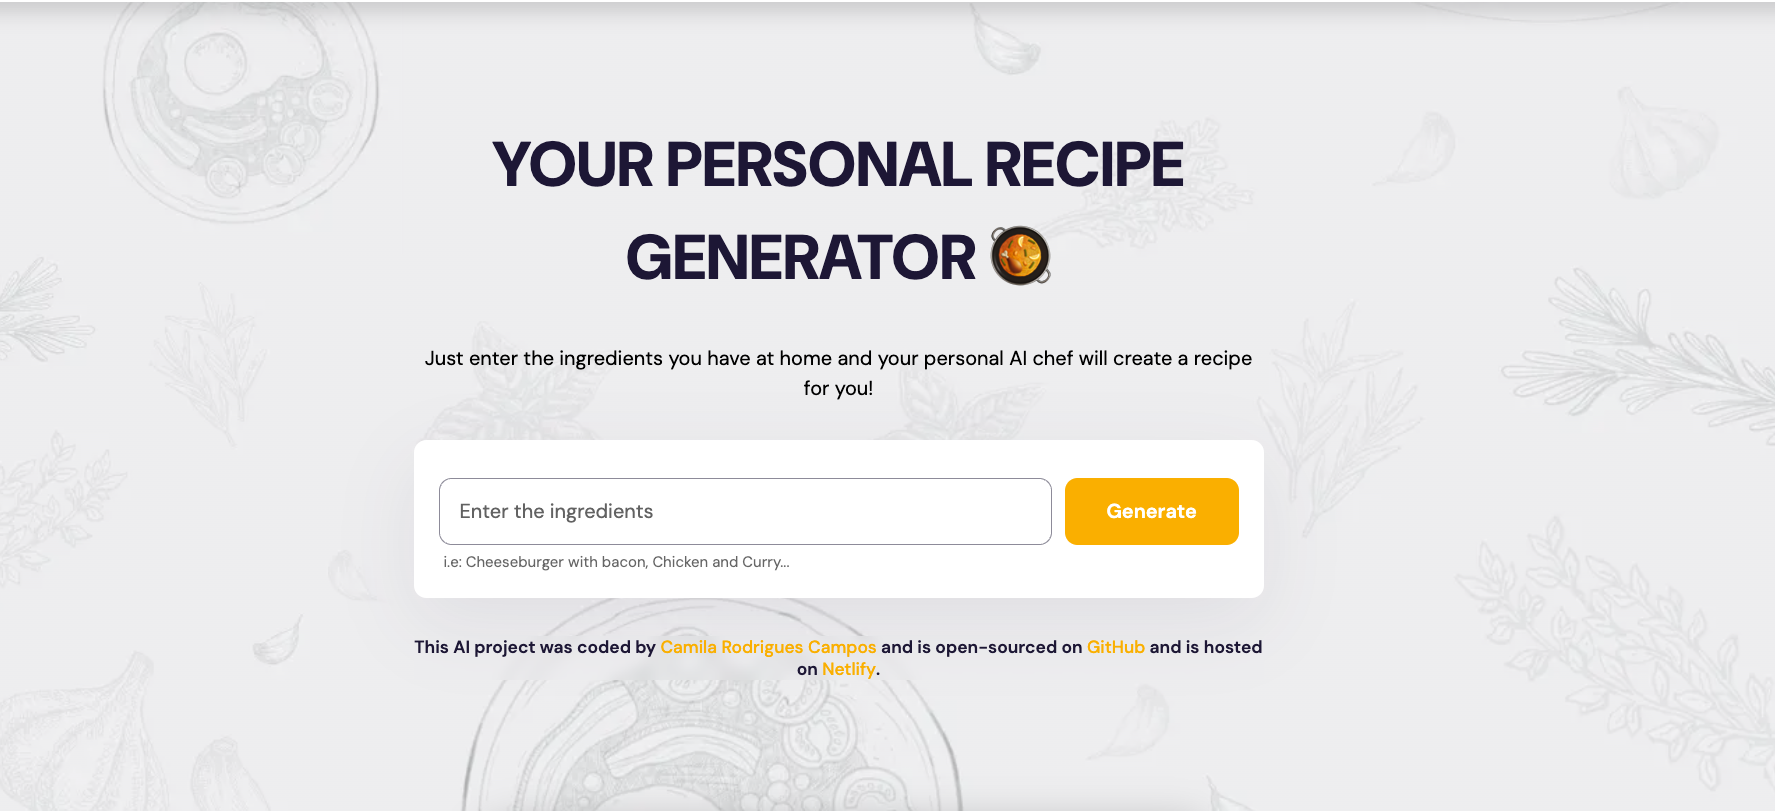 YOUR PERSONAL RECIPE
GENERATOR
Just enter the ingredients you have at home and your personal AI chef will create a recipe
for you!
Enter the ingredients
Generate
i.e: Cheeseburger with bacon, Chicken and Curry...
This AI project was coded by Camila Rodrigues Campos and is open-sourced on GitHub and is hosted
on Netlify.